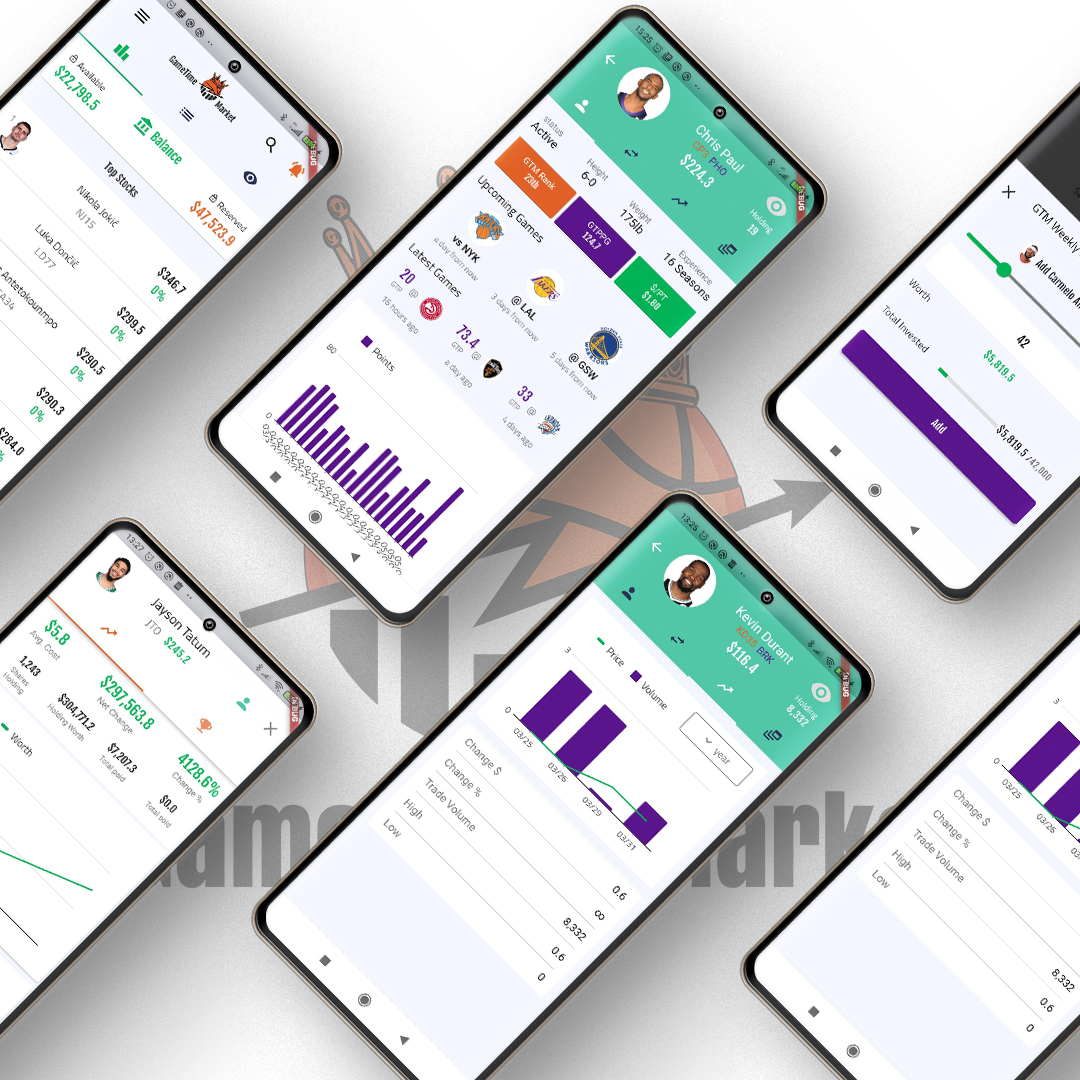 GameTime
Market
DEBUG
Available
$22,798.5
Balance
Reserved
$47,523.9
Top Stocks
Nikola Jokić
NJ15
$346.7
0%
Luka Dončić
LD77
$299.5
0%
Antetokounmpo
$290.5
0%
$290.3
0%
$284.0
15:25
DEBUG
Chris Paul
CP3 PHO
$224.3
Holding
19
status
Active
Height
6-0
Weight
175lb
Experience
16 Seasons
GTM Rank
23th
GTPPG
124.7
$/PT
$1.80
Upcoming Games
vs NYK
a day from now
@ LAL
3 days from now
@ GSW
5 days from now
Latest Games
20
GTP @
16 hours ago
73.4
GTP @
a day ago
33
GTP @
4 days ago
Points
80
0
GTM Weekly
Add Carmelo
42
Worth
$5,819.5
Total Invested
$5,819.5 / 42,000
Add
13:27
DEBUG
Jayson Tatum
JT0 $245.2
$5.8
Avg. Cost
$297,563.8
Net Change
4128.6%
Change %
1,243
Shares
Holding
$304,771.2
Holding Worth
$7,207.3
Total paid
$0.0
Total sold
Worth
13:25
DEBUG
Kevin Durant
KD35 BRK
$116.4
Holding
8,332
Price
Volume
year
3
0
03/25
03/26
03/29
03/31
Change $
0.6
Change %
∞
Trade Volume
8,332
High
0.6
Low
0
3
0
03/25
03/26
Change $
Change %
Trade Volume
8,332
High
0.6
Low
0